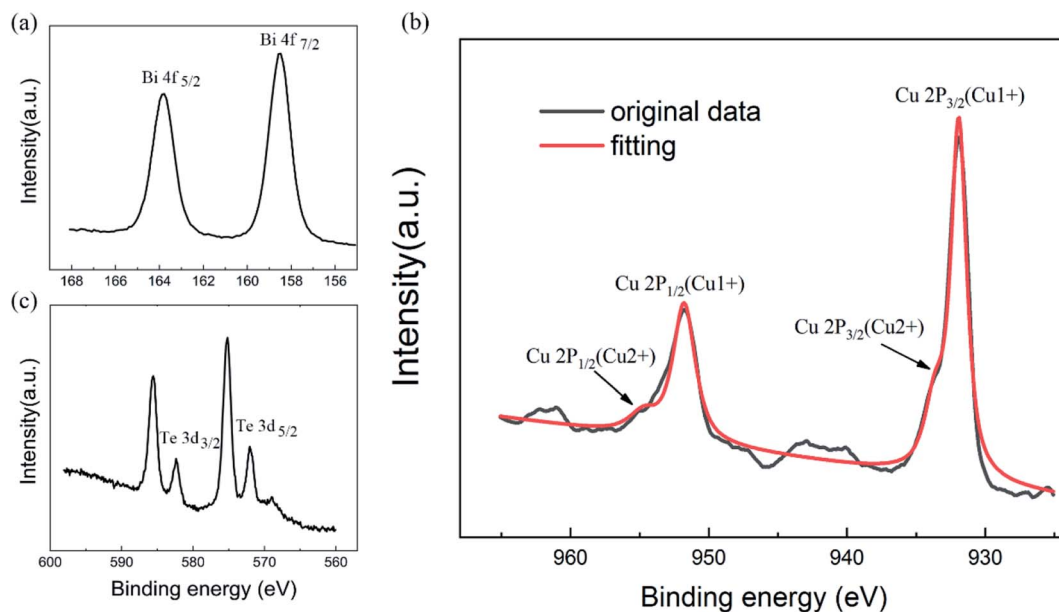 (a)
Bi 4f 7/2
Bi 4f 5/2
Intensity(a.u.)
168 166 164 162 160 158 156
(b)
original data
fitting
Cu 2P3/2(Cu1+)
Cu 2P1/2(Cu1+)
Cu 2P3/2(Cu2+)
Cu 2P1/2(Cu2+)
Intensity(a.u.)
960 950 940 930
Binding energy (eV)
(c)
Te 3d 3/2
Te 3d 5/2
Intensity(a.u.)
600 590 580 570 560
Binding energy (eV)